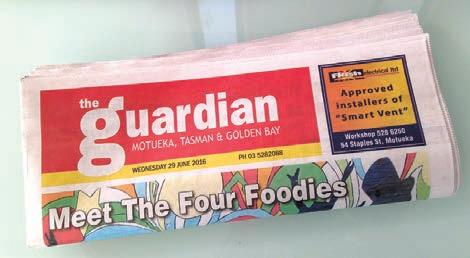 the
guardian
MOTUEKA, TASMAN & GOLDEN BAY
WEDNESDAY 29 JUNE 2016 PH 03 5282088
electrical ltd
Approved
installers of
"Smart Vent"
Workshop 528 6250
54 Staples St, Motueka
Meet The Four Foodies